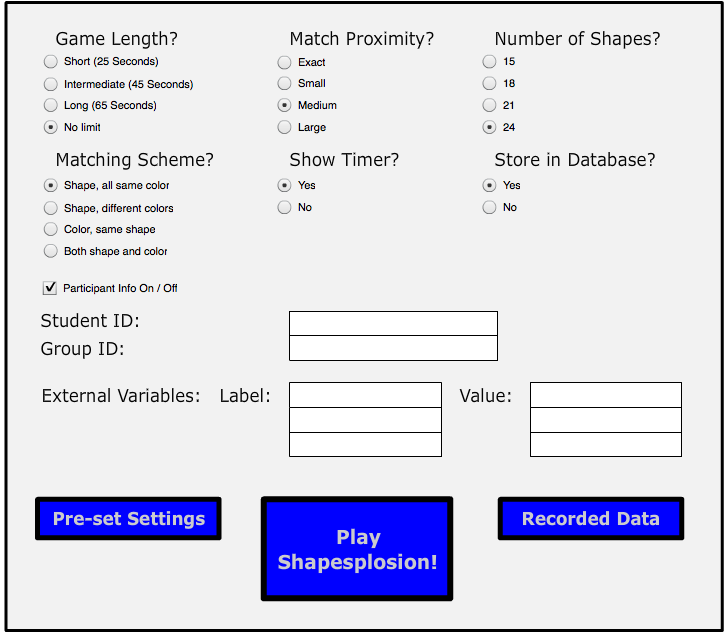 Game Length?
Short (25 Seconds)
Intermediate (45 Seconds)
Long (65 Seconds)
No limit
Match Proximity?
Exact
Small
Medium
Large
Number of Shapes?
15
18
21
24
Matching Scheme?
Shape, all same color
Shape, different colors
Color, same shape
Both shape and color
Show Timer?
Yes
No
Store in Database?
Yes
No
Participant Info On / Off
Student ID:
Group ID:
External Variables: Label: Value:
Pre-set Settings
Play
Shapesplosion!
Recorded Data